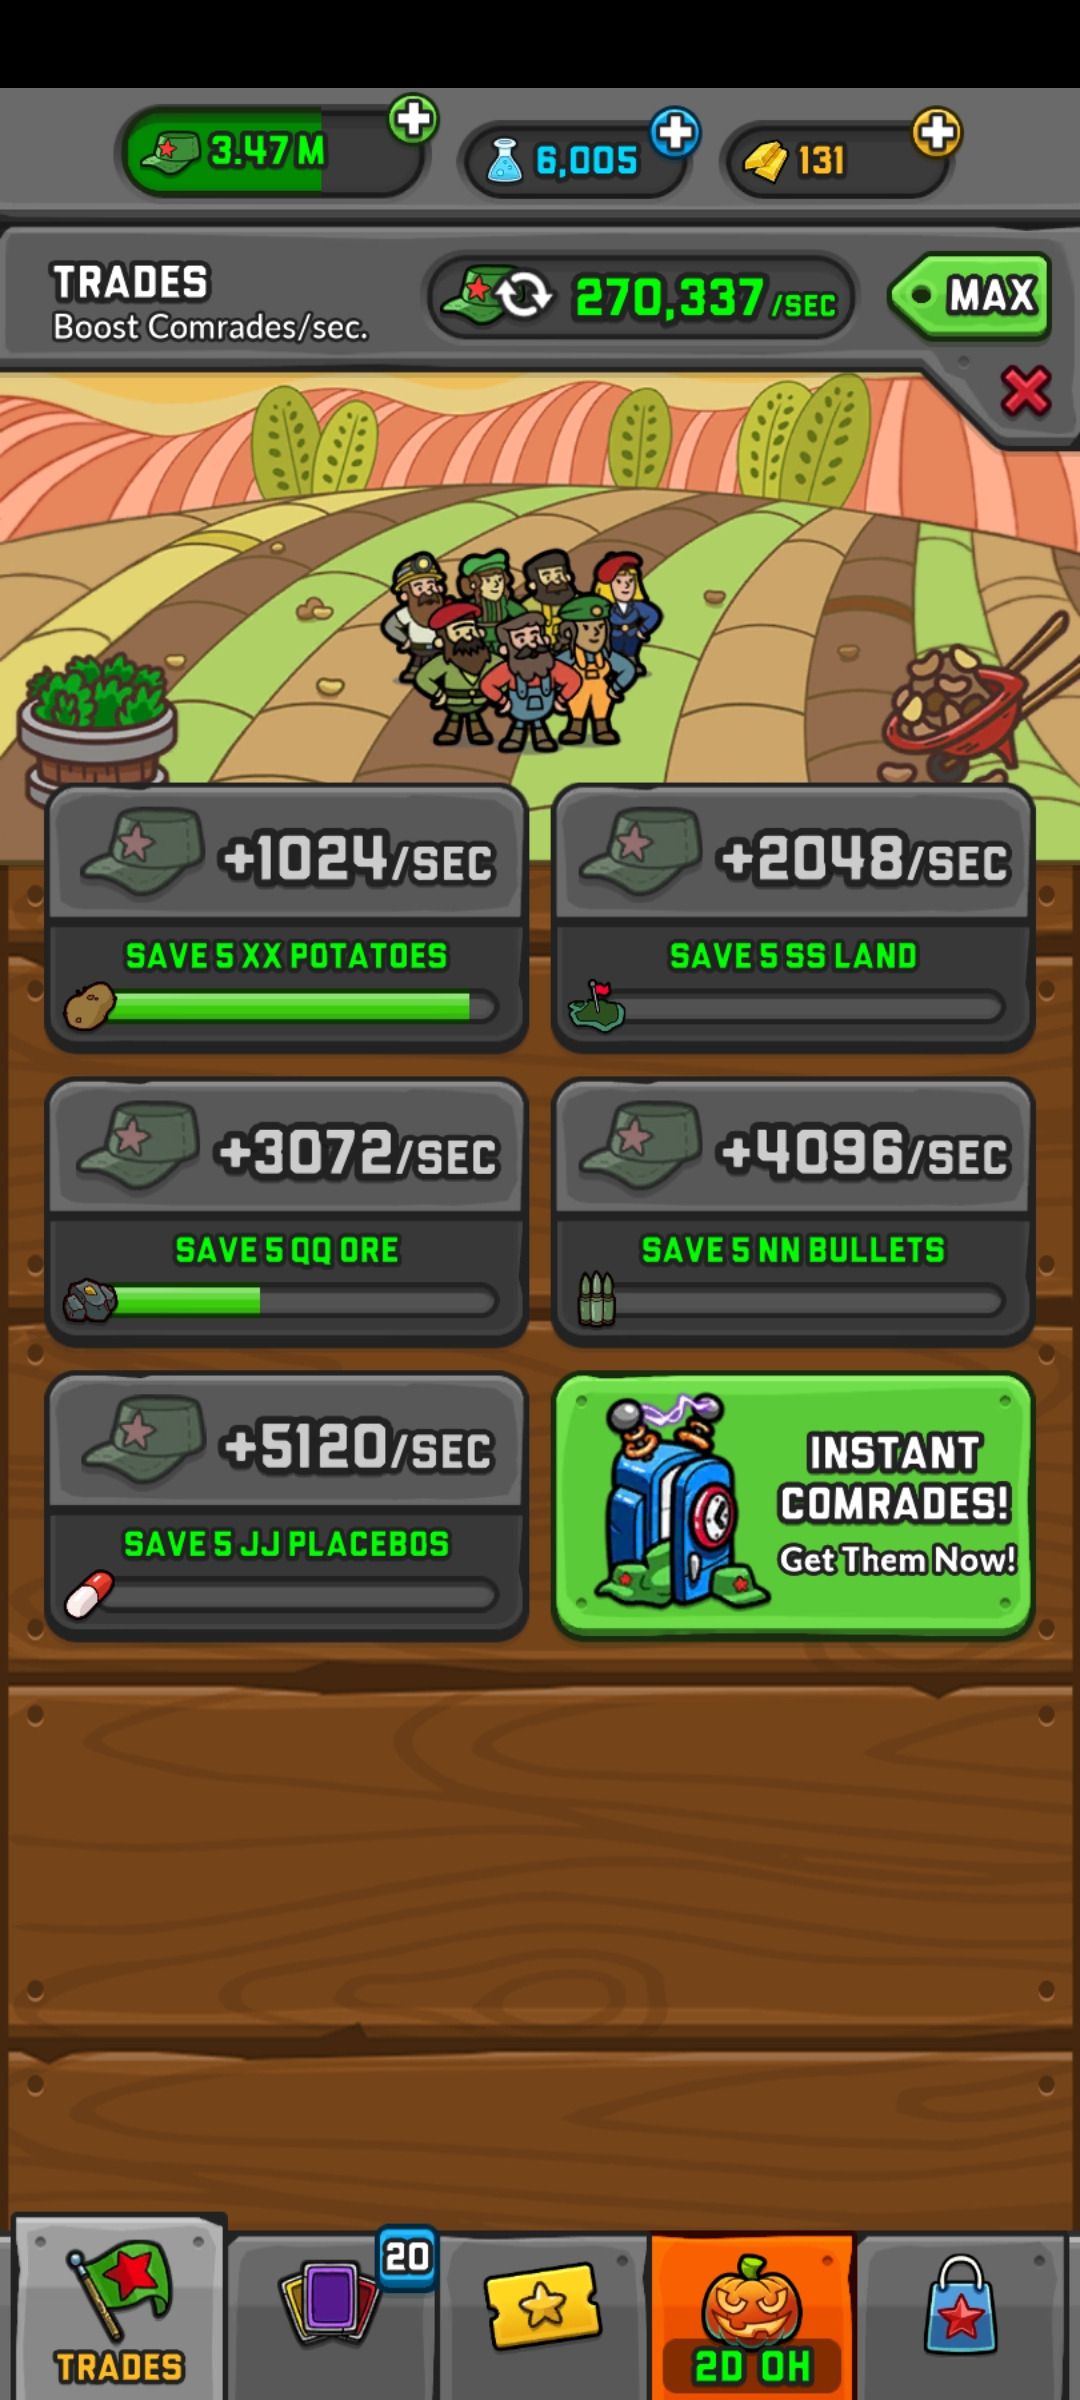 3.47 M
6,005
131
TRADES
Boost Comrades/sec.
270,337 /SEC
MAX
+1024/SEC
SAVE 5 XX POTATOES
+2048/SEC
SAVE 5 SS LAND
+3072/SEC
SAVE 5 QQ ORE
+4096/SEC
SAVE 5 NN BULLETS
+5120/SEC
SAVE 5 JJ PLACEBOS
INSTANT
COMRADES!
Get Them Now!
TRADES
20
2D 0H